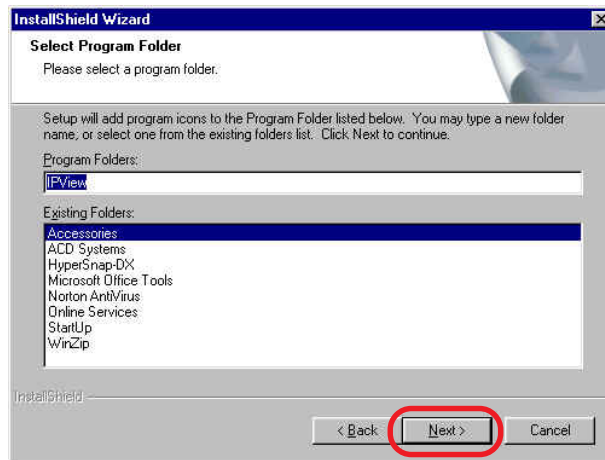 InstallShield Wizard
Select Program Folder
Please select a program folder.
Setup will add program icons to the Program Folder listed below. You may type a new folder
name, or select one from the existing folders list. Click Next to continue.
Program Folders:
IPView
Existing Folders:
Accessories
ACD Systems
HyperSnap-DX
Microsoft Office Tools
Norton AntiVirus
Online Services
StartUp
WinZip
InstallShield
< Back
Next >
Cancel